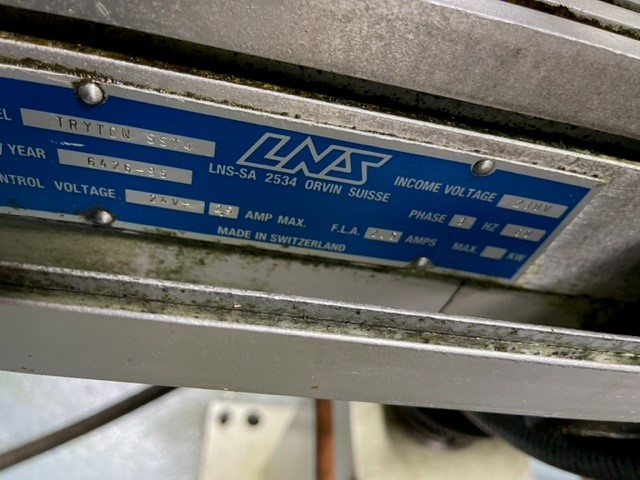 EL TRYTON
LNS
/ YEAR 6426-96
LNS-SA 2534 ORVIN SUISSE
INCOME VOLTAGE
CONTROL VOLTAGE 24V- AMP MAX.
PHASE HZ
F.L.A. AMPS MAX. KW
MADE IN SWITZERLAND